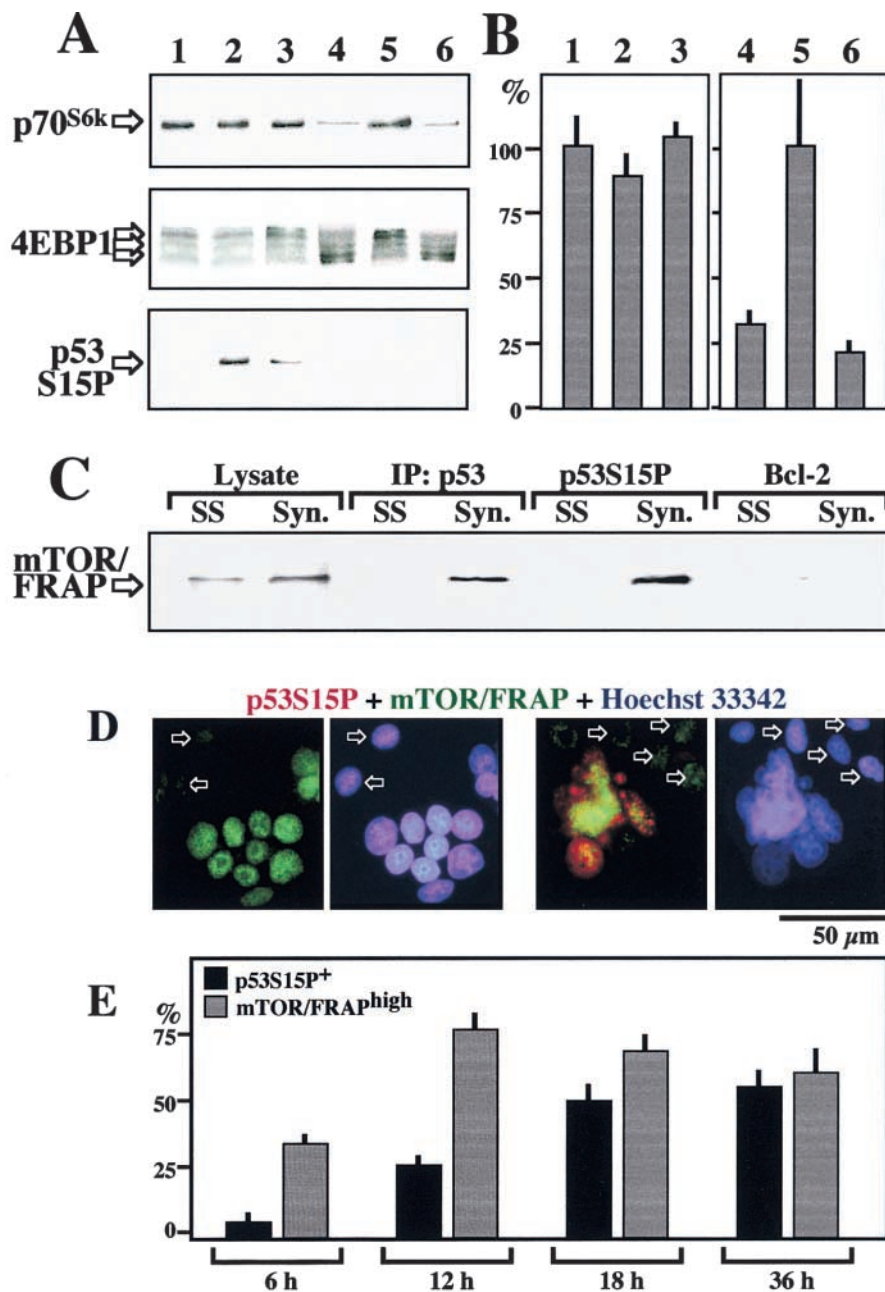 A
1 2 3 4 5 6
p70S6k
4EBP1
p53
S15P
B
1 2 3 4 5 6
%
100
75
50
25
0
C
Lysate IP: p53 p53S15P Bcl-2
SS Syn. SS Syn. SS Syn. SS Syn.
mTOR/
FRAP
p53S15P + mTOR/FRAP + Hoechst 33342
D
50 µm
E
p53S15P+
mTOR/FRAPhigh
%
75
50
25
0
6 h 12 h 18 h 36 h